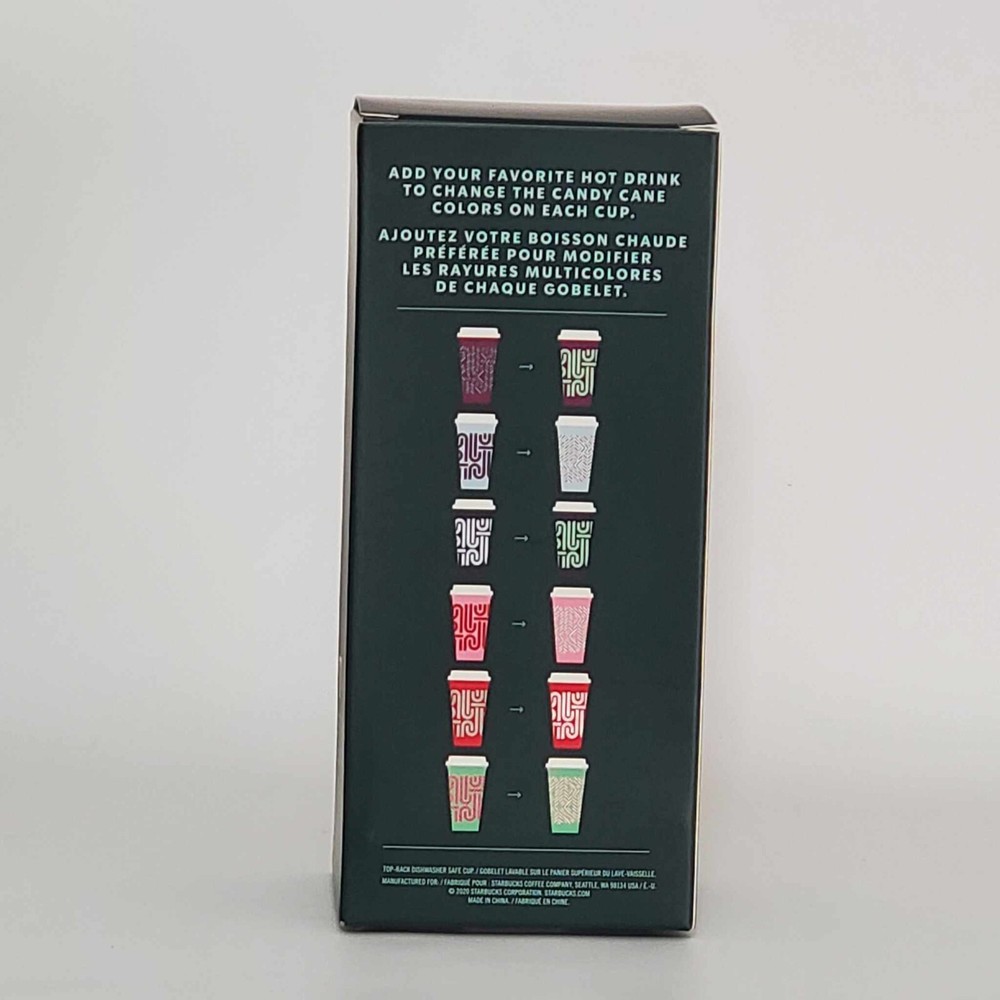 ADD YOUR FAVORITE HOT DRINK
TO CHANGE THE CANDY CANE
COLORS ON EACH CUP.
AJOUTEZ VOTRE BOISSON CHAUDE
PRÉFÉRÉE POUR MODIFIER
LES RAYURES MULTICOLORES
DE CHAQUE GOBELET.
TOP-RACK DISHWASHER SAFE CUP. / GOBELET LAVABLE SUR LE PANIER SUPÉRIEUR DU LAVE-VAISSELLE.
MANUFACTURED FOR: / FABRIQUÉ POUR : STARBUCKS COFFEE COMPANY, SEATTLE, WA 98134 USA / É.-U.
© 2020 STARBUCKS CORPORATION. STARBUCKS.COM
MADE IN CHINA. / FABRIQUÉ EN CHINE.